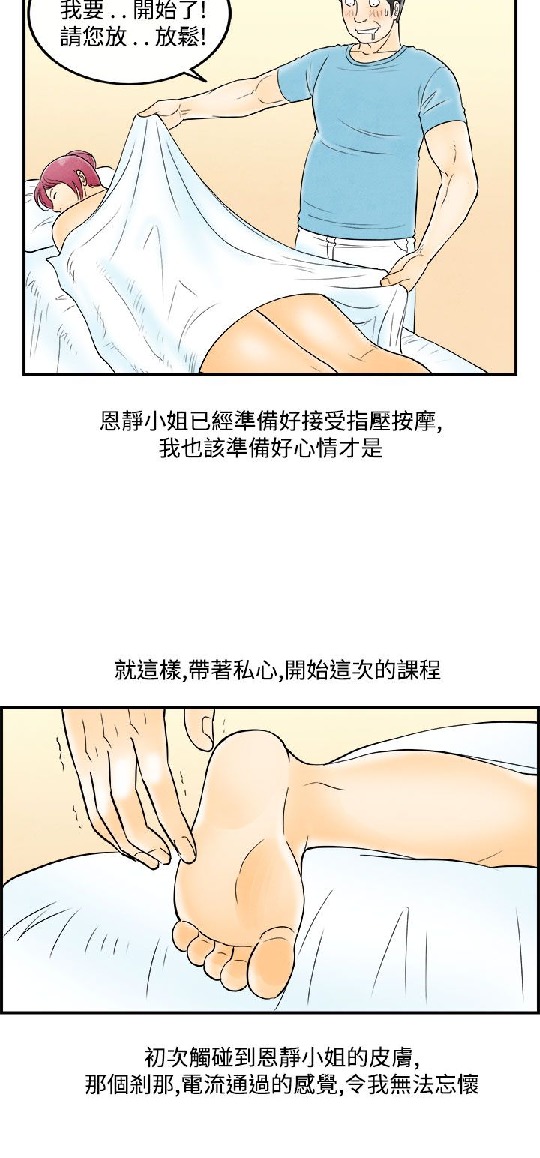 我要..開始了!
請您放..放鬆!
恩靜小姐已經準備好接受指壓按摩,
我也該準備好心情才是
就這樣,帶著私心,開始這次的課程
初次觸碰到恩靜小姐的皮膚,
那個剎那,電流通過的感覺,令我無法忘懷